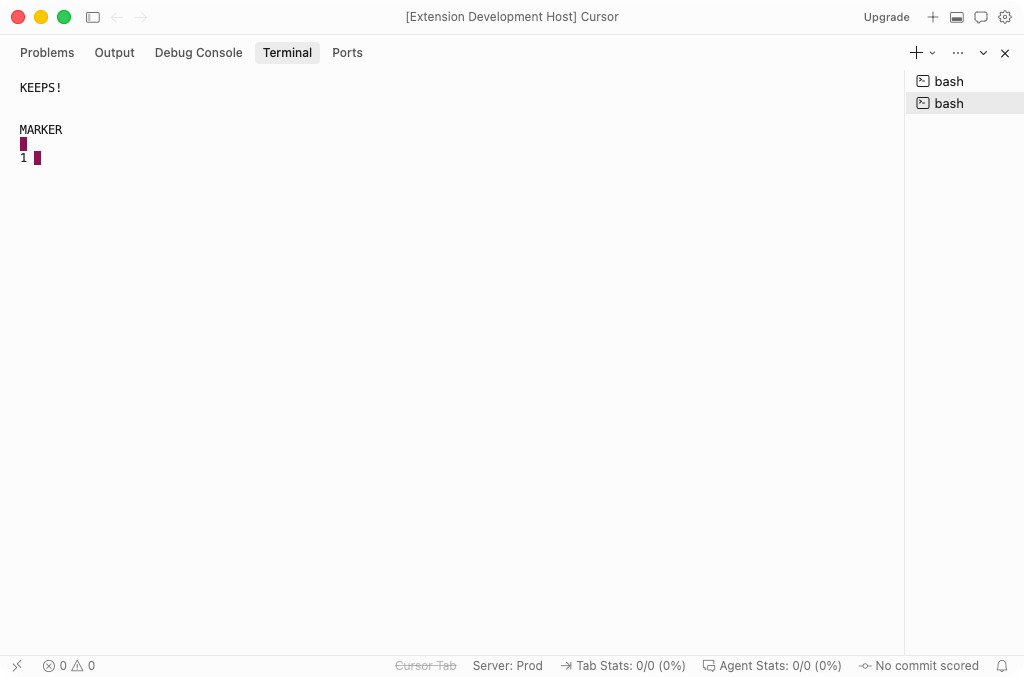 [Extension Development Host] Cursor
Upgrade
Problems Output Debug Console Terminal Ports
KEEPS!
MARKER
1
bash
bash
0 0
Cursor Tab Server: Prod Tab Stats: 0/0 (0%) Agent Stats: 0/0 (0%) No commit scored